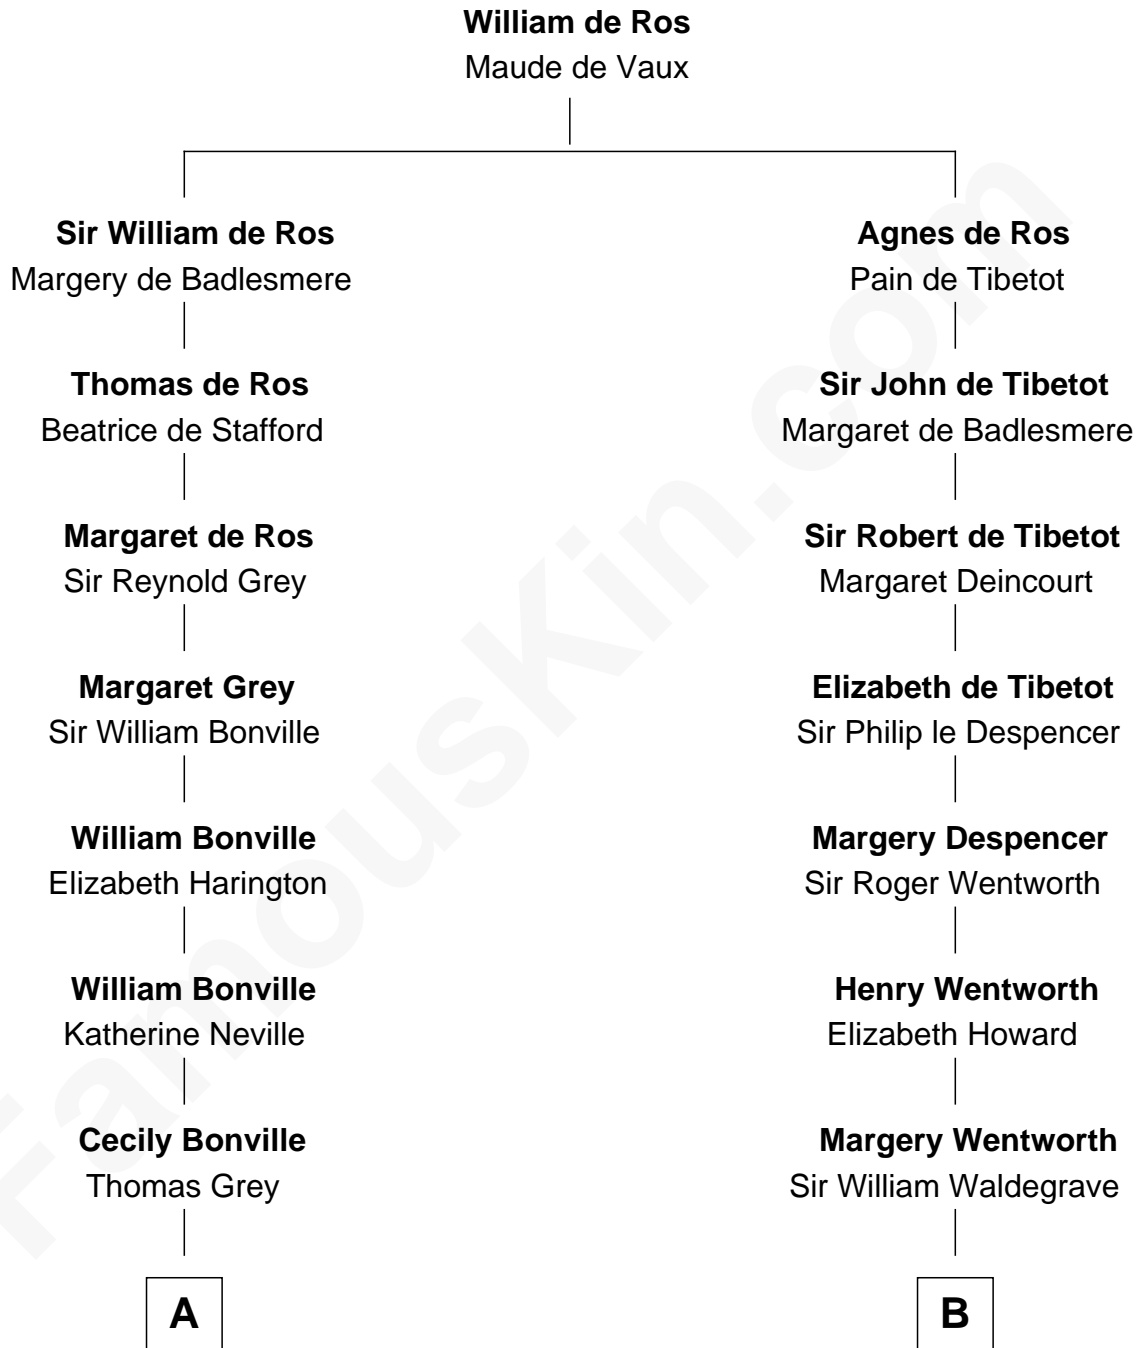 William de Ros
Maude de Vaux
Sir William de Ros
Margery de Badlesmere
Agnes de Ros
Pain de Tibetot
Thomas de Ros
Beatrice de Stafford
Sir John de Tibetot
Margaret de Badlesmere
Margaret de Ros
Sir Reynold Grey
Sir Robert de Tibetot
Margaret Deincourt
Margaret Grey
Sir William Bonville
Elizabeth de Tibetot
Sir Philip le Despencer
William Bonville
Elizabeth Harington
Margery Despencer
Sir Roger Wentworth
William Bonville
Katherine Neville
Henry Wentworth
Elizabeth Howard
Cecily Bonville
Thomas Grey
Margery Wentworth
Sir William Waldegrave
A
B
FamousKin.com